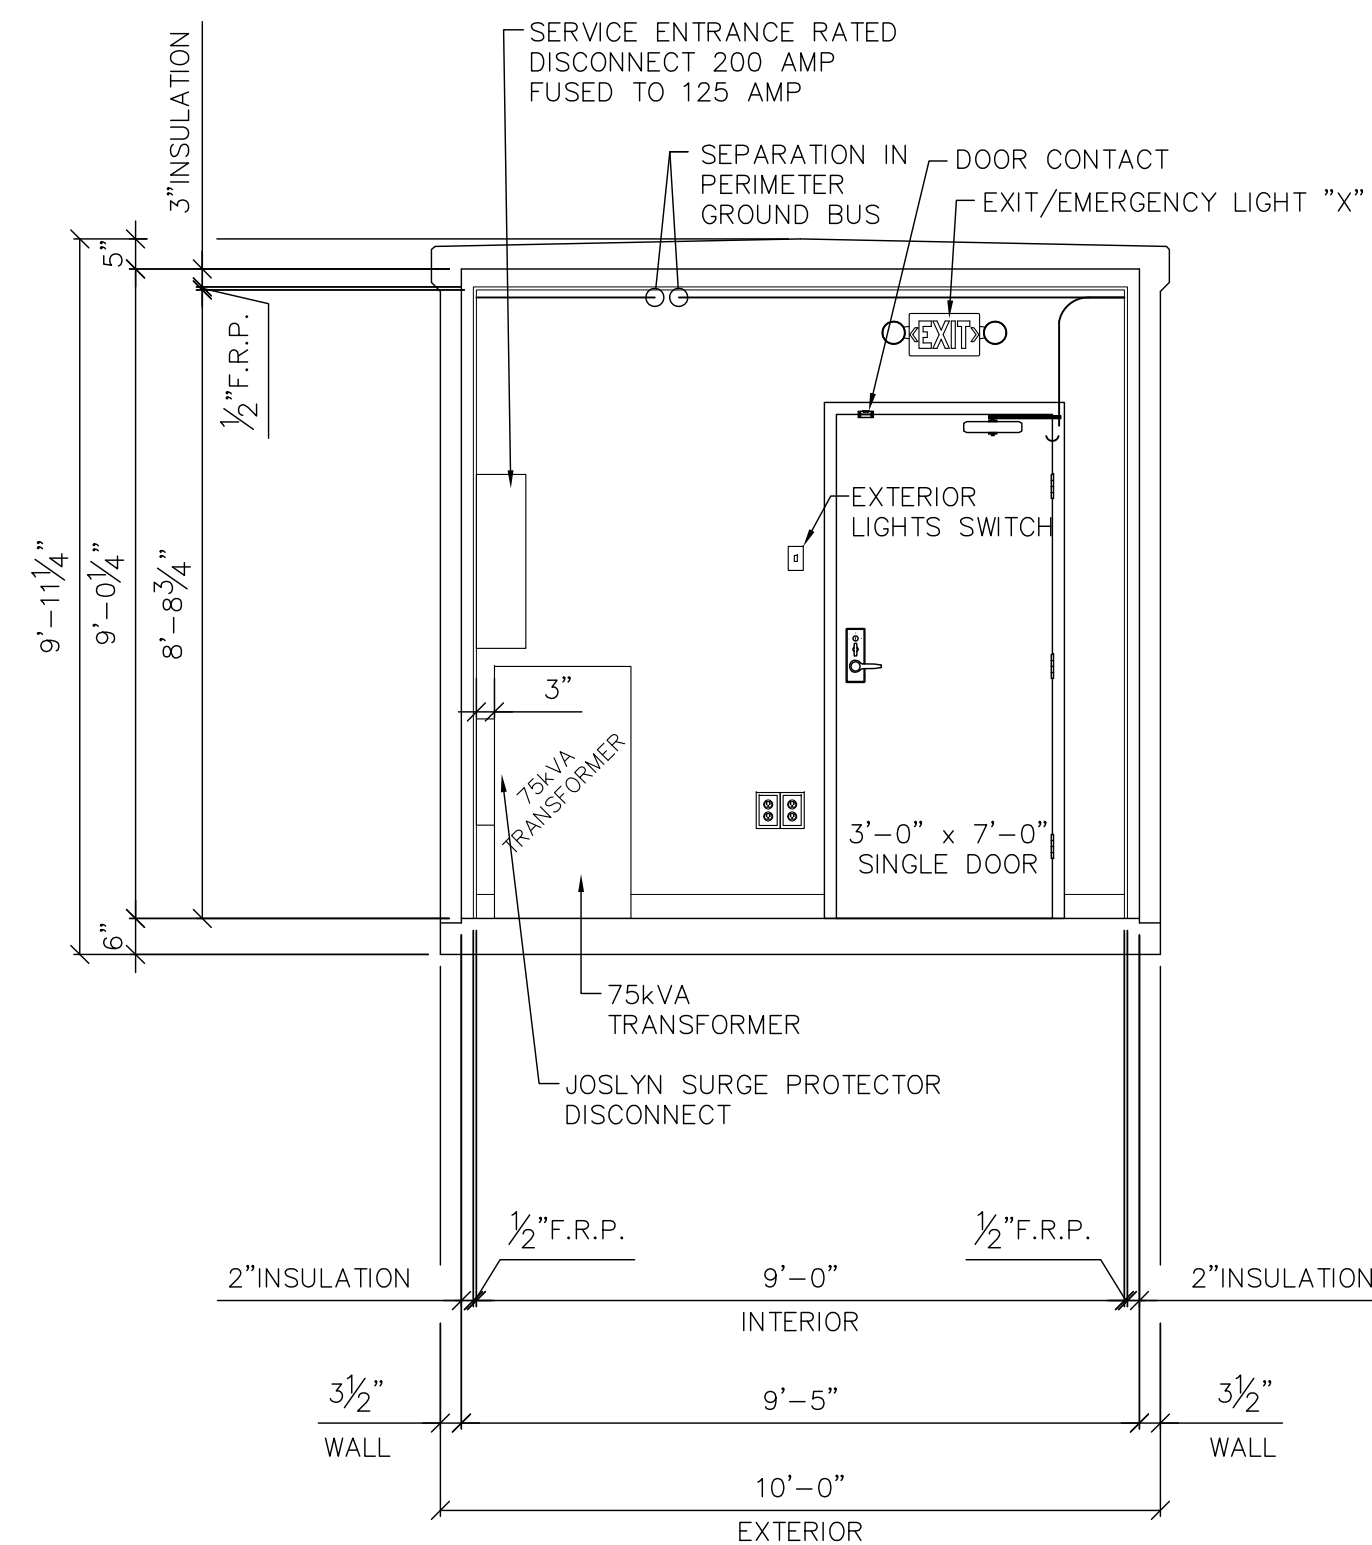 SERVICE ENTRANCE RATED
DISCONNECT 200 AMP
FUSED TO 125 AMP
3"INSULATION
SEPARATION IN
PERIMETER
GROUND BUS
DOOR CONTACT
EXIT/EMERGENCY LIGHT "X"
5"
½"F.R.P.
EXIT
EXTERIOR
LIGHTS SWITCH
9'-11¼"
9'-0¼"
8'-8¾"
3"
75kVA
TRANSFORMER
3'-0" x 7'-0"
SINGLE DOOR
6"
75kVA
TRANSFORMER
JOSLYN SURGE PROTECTOR
DISCONNECT
½"F.R.P.
½"F.R.P.
2"INSULATION
9'-0"
2"INSULATION
INTERIOR
3½"
9'-5"
3½"
WALL
WALL
10'-0"
EXTERIOR